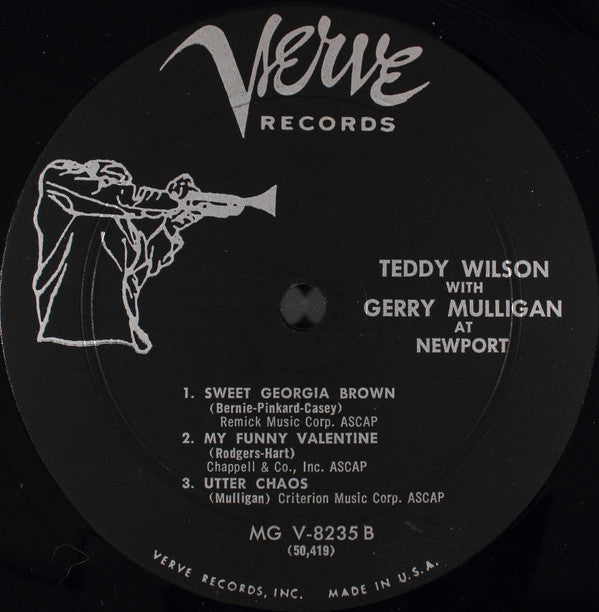 Verve
RECORDS
TEDDY WILSON
WITH
GERRY MULLIGAN
AT
NEWPORT
1. SWEET GEORGIA BROWN
(Bernie-Pinkard-Casey)
Remick Music Corp. ASCAP
2. MY FUNNY VALENTINE
(Rodgers-Hart)
Chappell & Co., Inc. ASCAP
3. UTTER CHAOS
(Mulligan) Criterion Music Corp. ASCAP
MG V-8235 B
(50,419)
VERVE RECORDS, INC. MADE IN U.S.A.